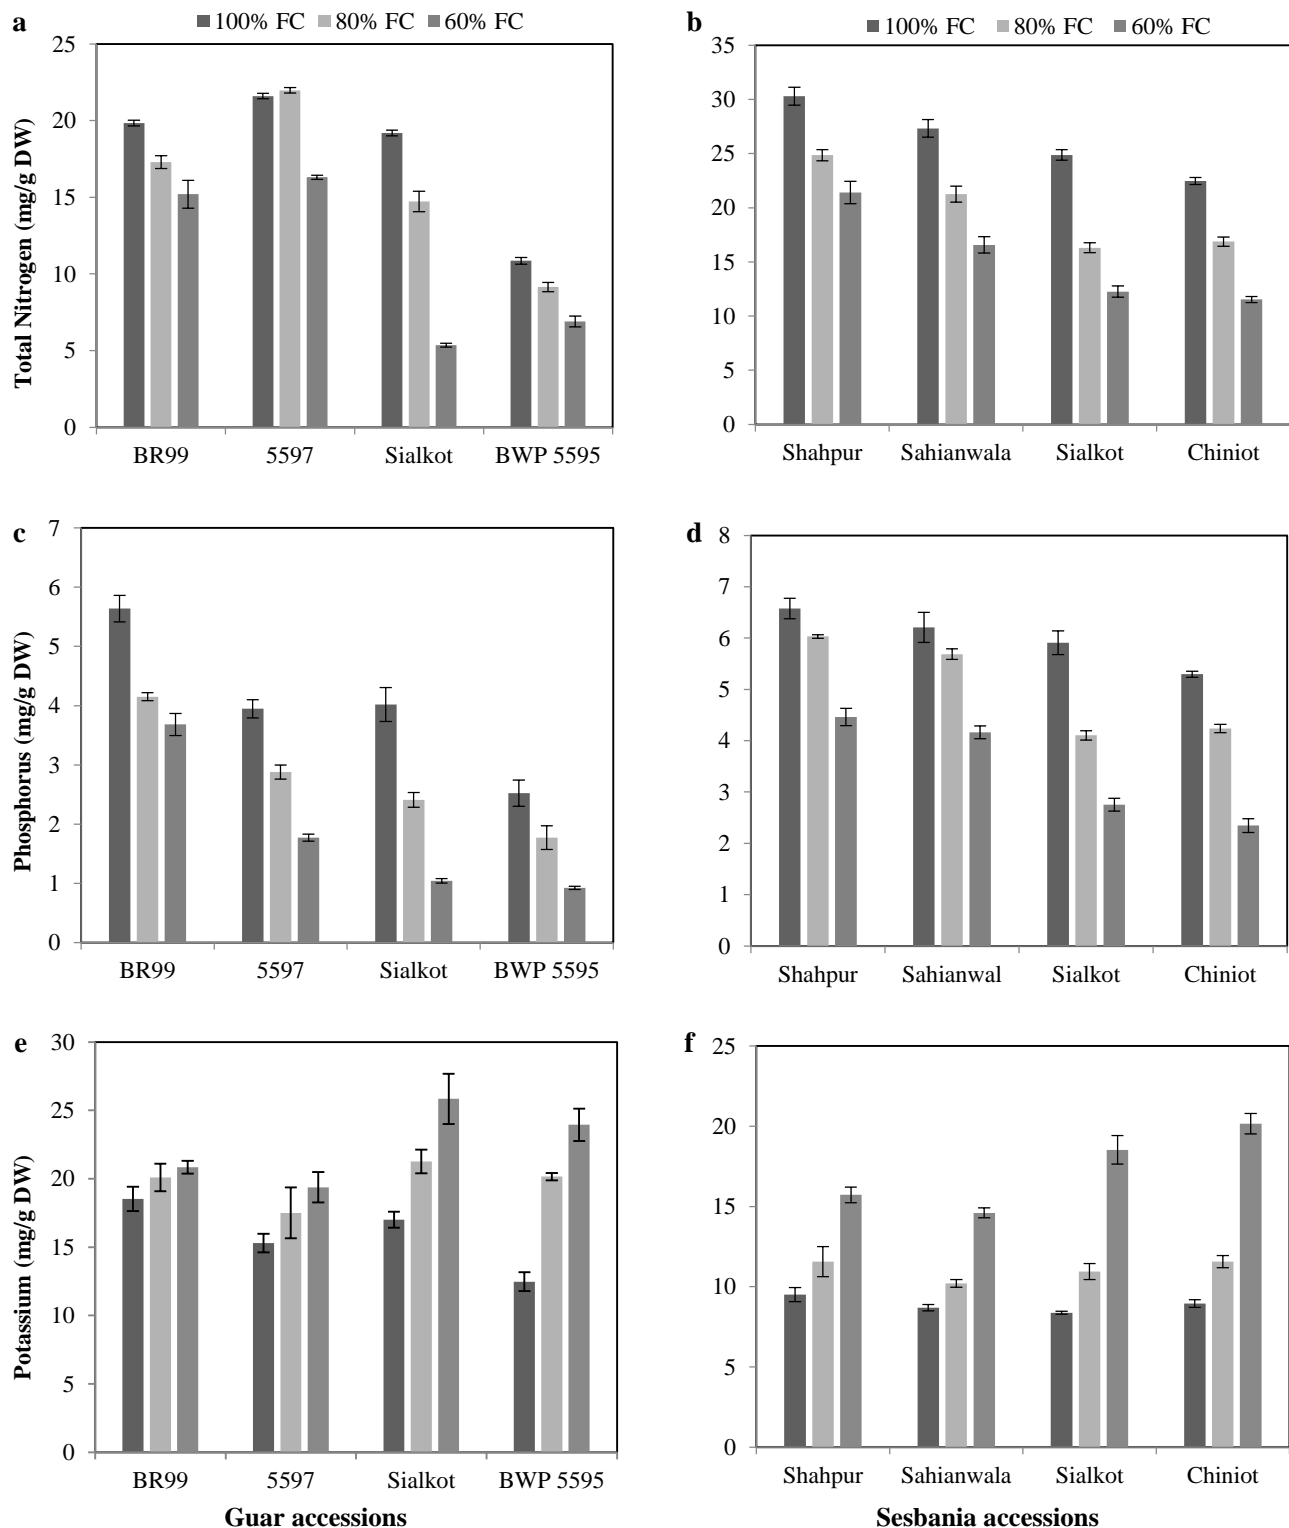 a
100% FC 80% FC 60% FC
Total Nitrogen (mg/g DW)
25
20
15
10
5
0
BR99 5597 Sialkot BWP 5595
b
100% FC 80% FC 60% FC
35
30
25
20
15
10
5
0
Shahpur Sahianwala Sialkot Chiniot
c
Phosphorus (mg/g DW)
7
6
5
4
3
2
1
0
BR99 5597 Sialkot BWP 5595
d
8
7
6
5
4
3
2
1
0
Shahpur Sahianwal Sialkot Chiniot
e
Potassium (mg/g DW)
30
25
20
15
10
5
0
BR99 5597 Sialkot BWP 5595
Guar accessions
f
25
20
15
10
5
0
Shahpur Sahianwala Sialkot Chiniot
Sesbania accessions